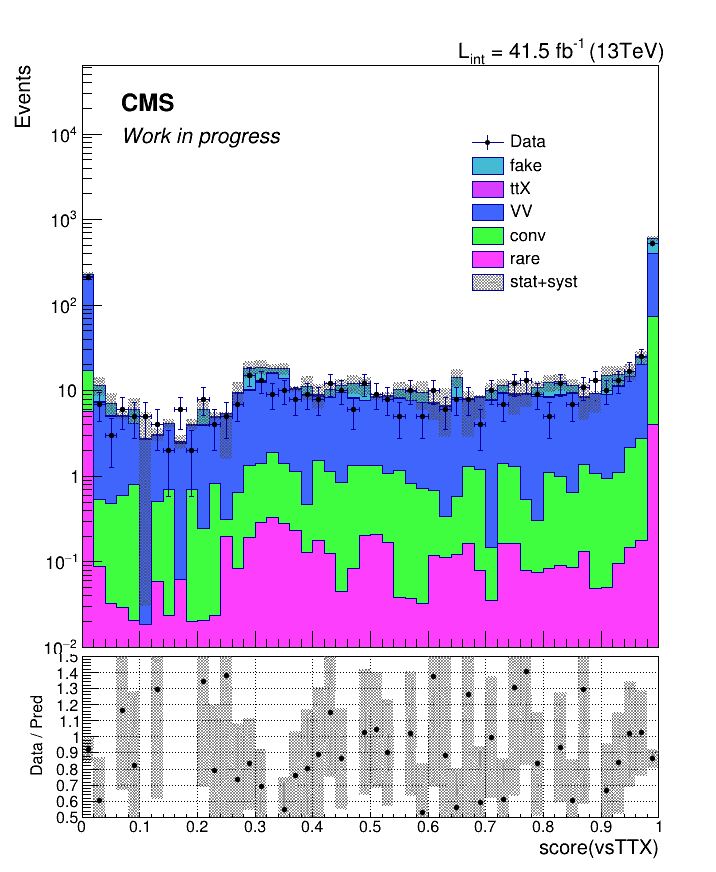 L_int = 41.5 fb^-1 (13TeV)
Events
CMS
Work in progress
Data
fake
ttX
VV
conv
rare
stat+syst
10^4
10^3
10^2
10
1
10^-1
10^-2
Data / Pred
1.5
1.4
1.3
1.2
1.1
1
0.9
0.8
0.7
0.6
0.5
0 0.1 0.2 0.3 0.4 0.5 0.6 0.7 0.8 0.9 1
score(vsTTX)